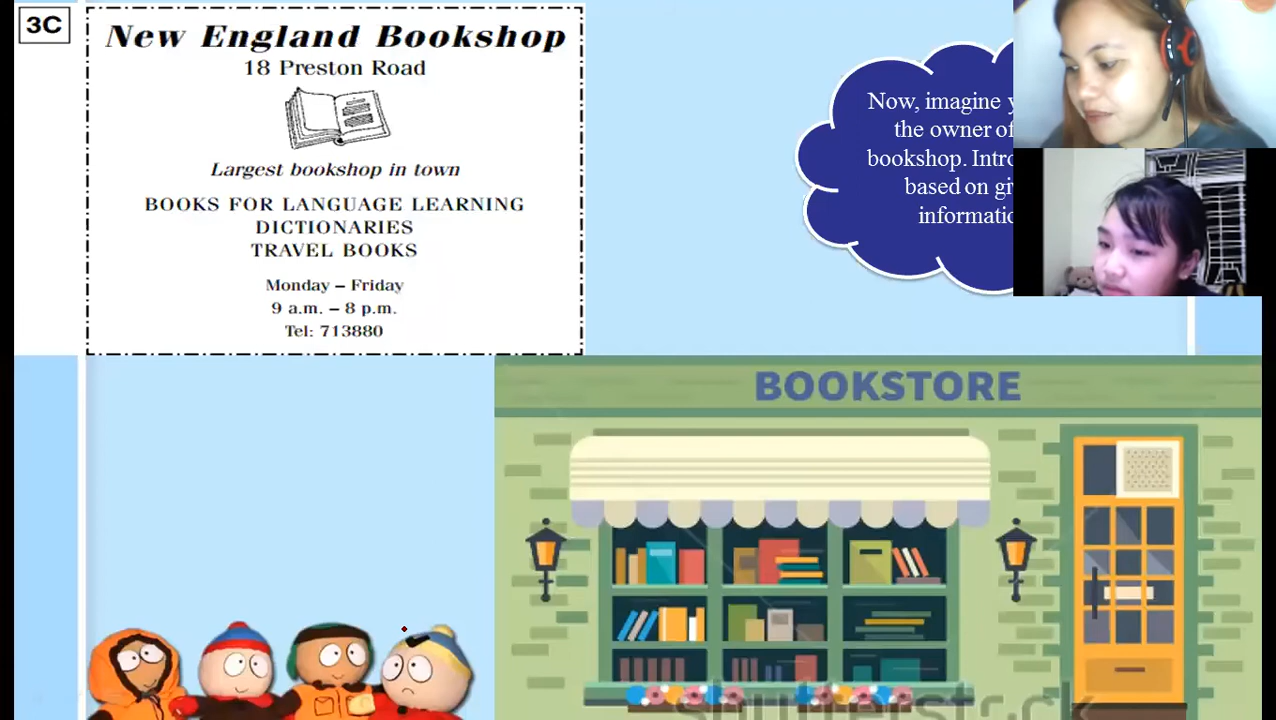 3C
New England Bookshop
18 Preston Road
Largest bookshop in town
BOOKS FOR LANGUAGE LEARNING
DICTIONARIES
TRAVEL BOOKS
Monday – Friday
9 a.m. – 8 p.m.
Tel: 713880
Now, imagine
the owner of
bookshop.
based on
BOOKSTORE